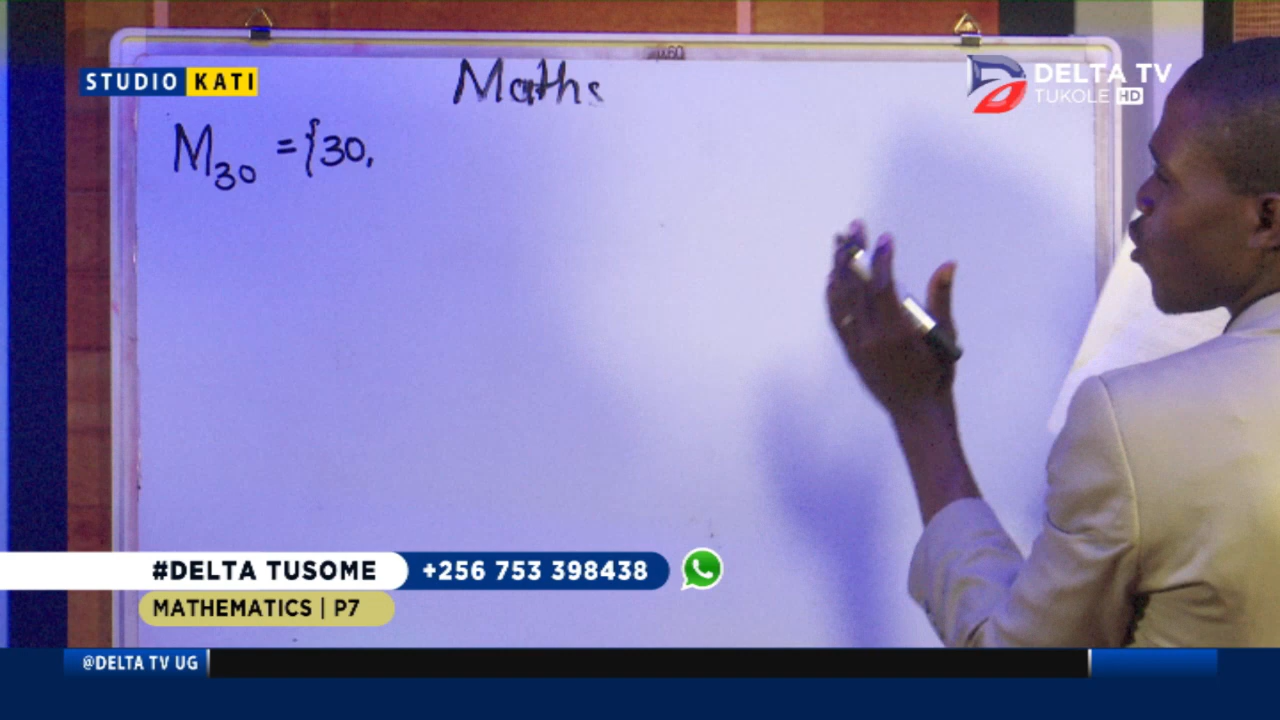 Maths
STUDIO KATI
DELTA TV
TUKOLE HD
M30 = {30,
#DELTA TUSOME +256 753 398438
MATHEMATICS | P7
@DELTA TV UG